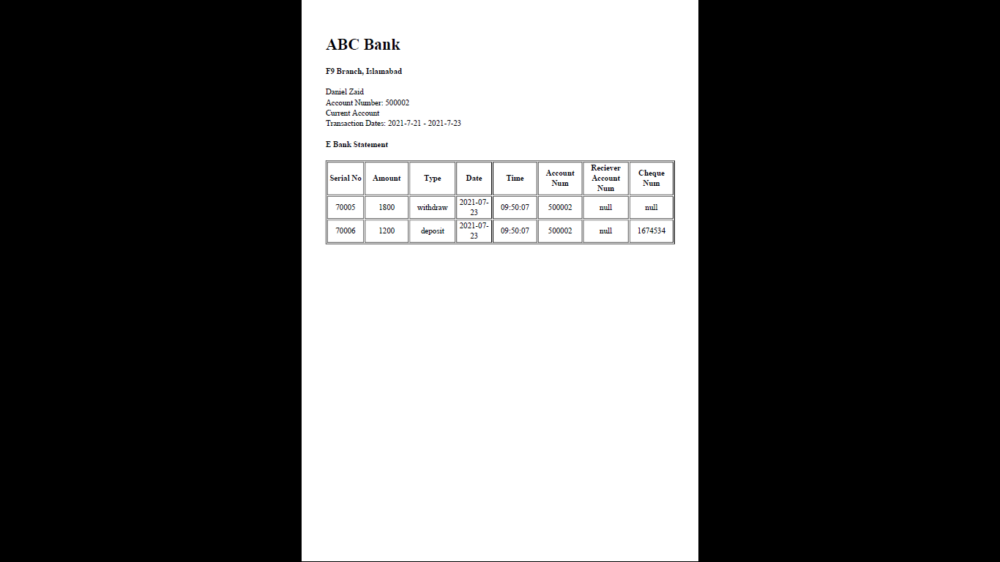 ABC Bank
F9 Branch, Islamabad
Daniel Zaid
Account Number: 500002
Current Account
Transaction Dates: 2021-7-21 - 2021-7-23
E Bank Statement
Serial No Amount Type Date Time Account Num Reciever Account Num Cheque Num
70005 1800 withdraw 2021-07-23 09:50:07 500002 null null
70006 1200 deposit 2021-07-23 09:50:07 500002 null 1674534